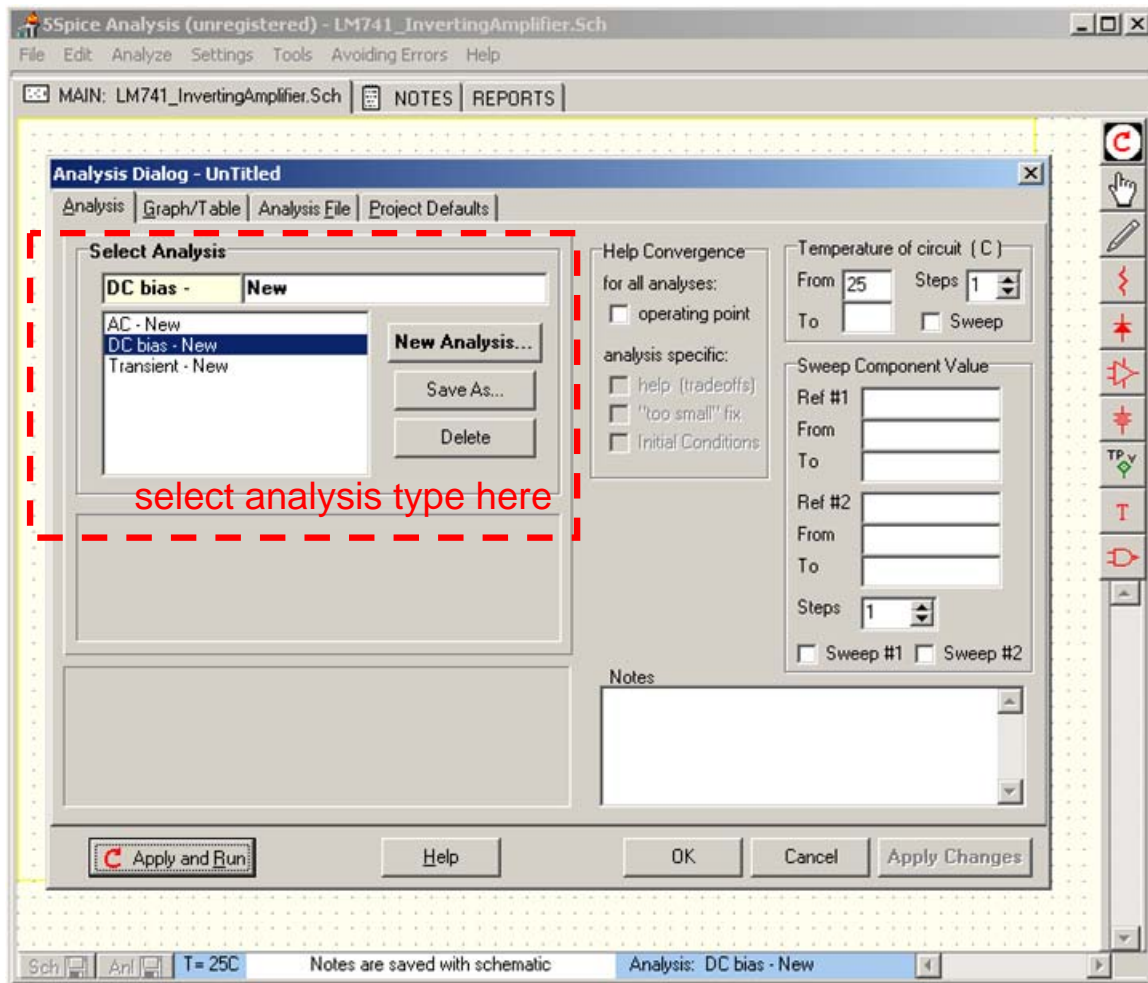 5Spice Analysis (unregistered) - LM741_InvertingAmplifier.Sch
File Edit Analyze Settings Tools Avoiding Errors Help
MAIN: LM741_InvertingAmplifier.Sch NOTES REPORTS
Analysis Dialog - UnTitled
Analysis Graph/Table Analysis File Project Defaults
Select Analysis
DC bias - New
AC - New
DC bias - New
Transient - New
New Analysis...
Save As...
Delete
select analysis type here
Help Convergence
for all analyses:
operating point
analysis specific:
help (tradeoffs)
"too small" fix
Initial Conditions
Temperature of circuit ( C )
From 25 Steps 1
To Sweep
Sweep Component Value
Ref #1
From
To
Ref #2
From
To
Steps 1
Sweep #1 Sweep #2
Notes
C Apply and Run Help OK Cancel Apply Changes
C
TP V
T
Sch Anl T= 25C Notes are saved with schematic Analysis: DC bias - New